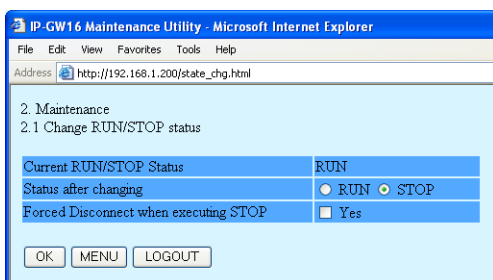 IP-GW16 Maintenance Utility - Microsoft Internet Explorer
File Edit View Favorites Tools Help
Address http://192.168.1.200/state_chg.html
2. Maintenance
2.1 Change RUN/STOP status
Current RUN/STOP Status RUN
Status after changing RUN STOP
Forced Disconnect when executing STOP Yes
OK MENU LOGOUT